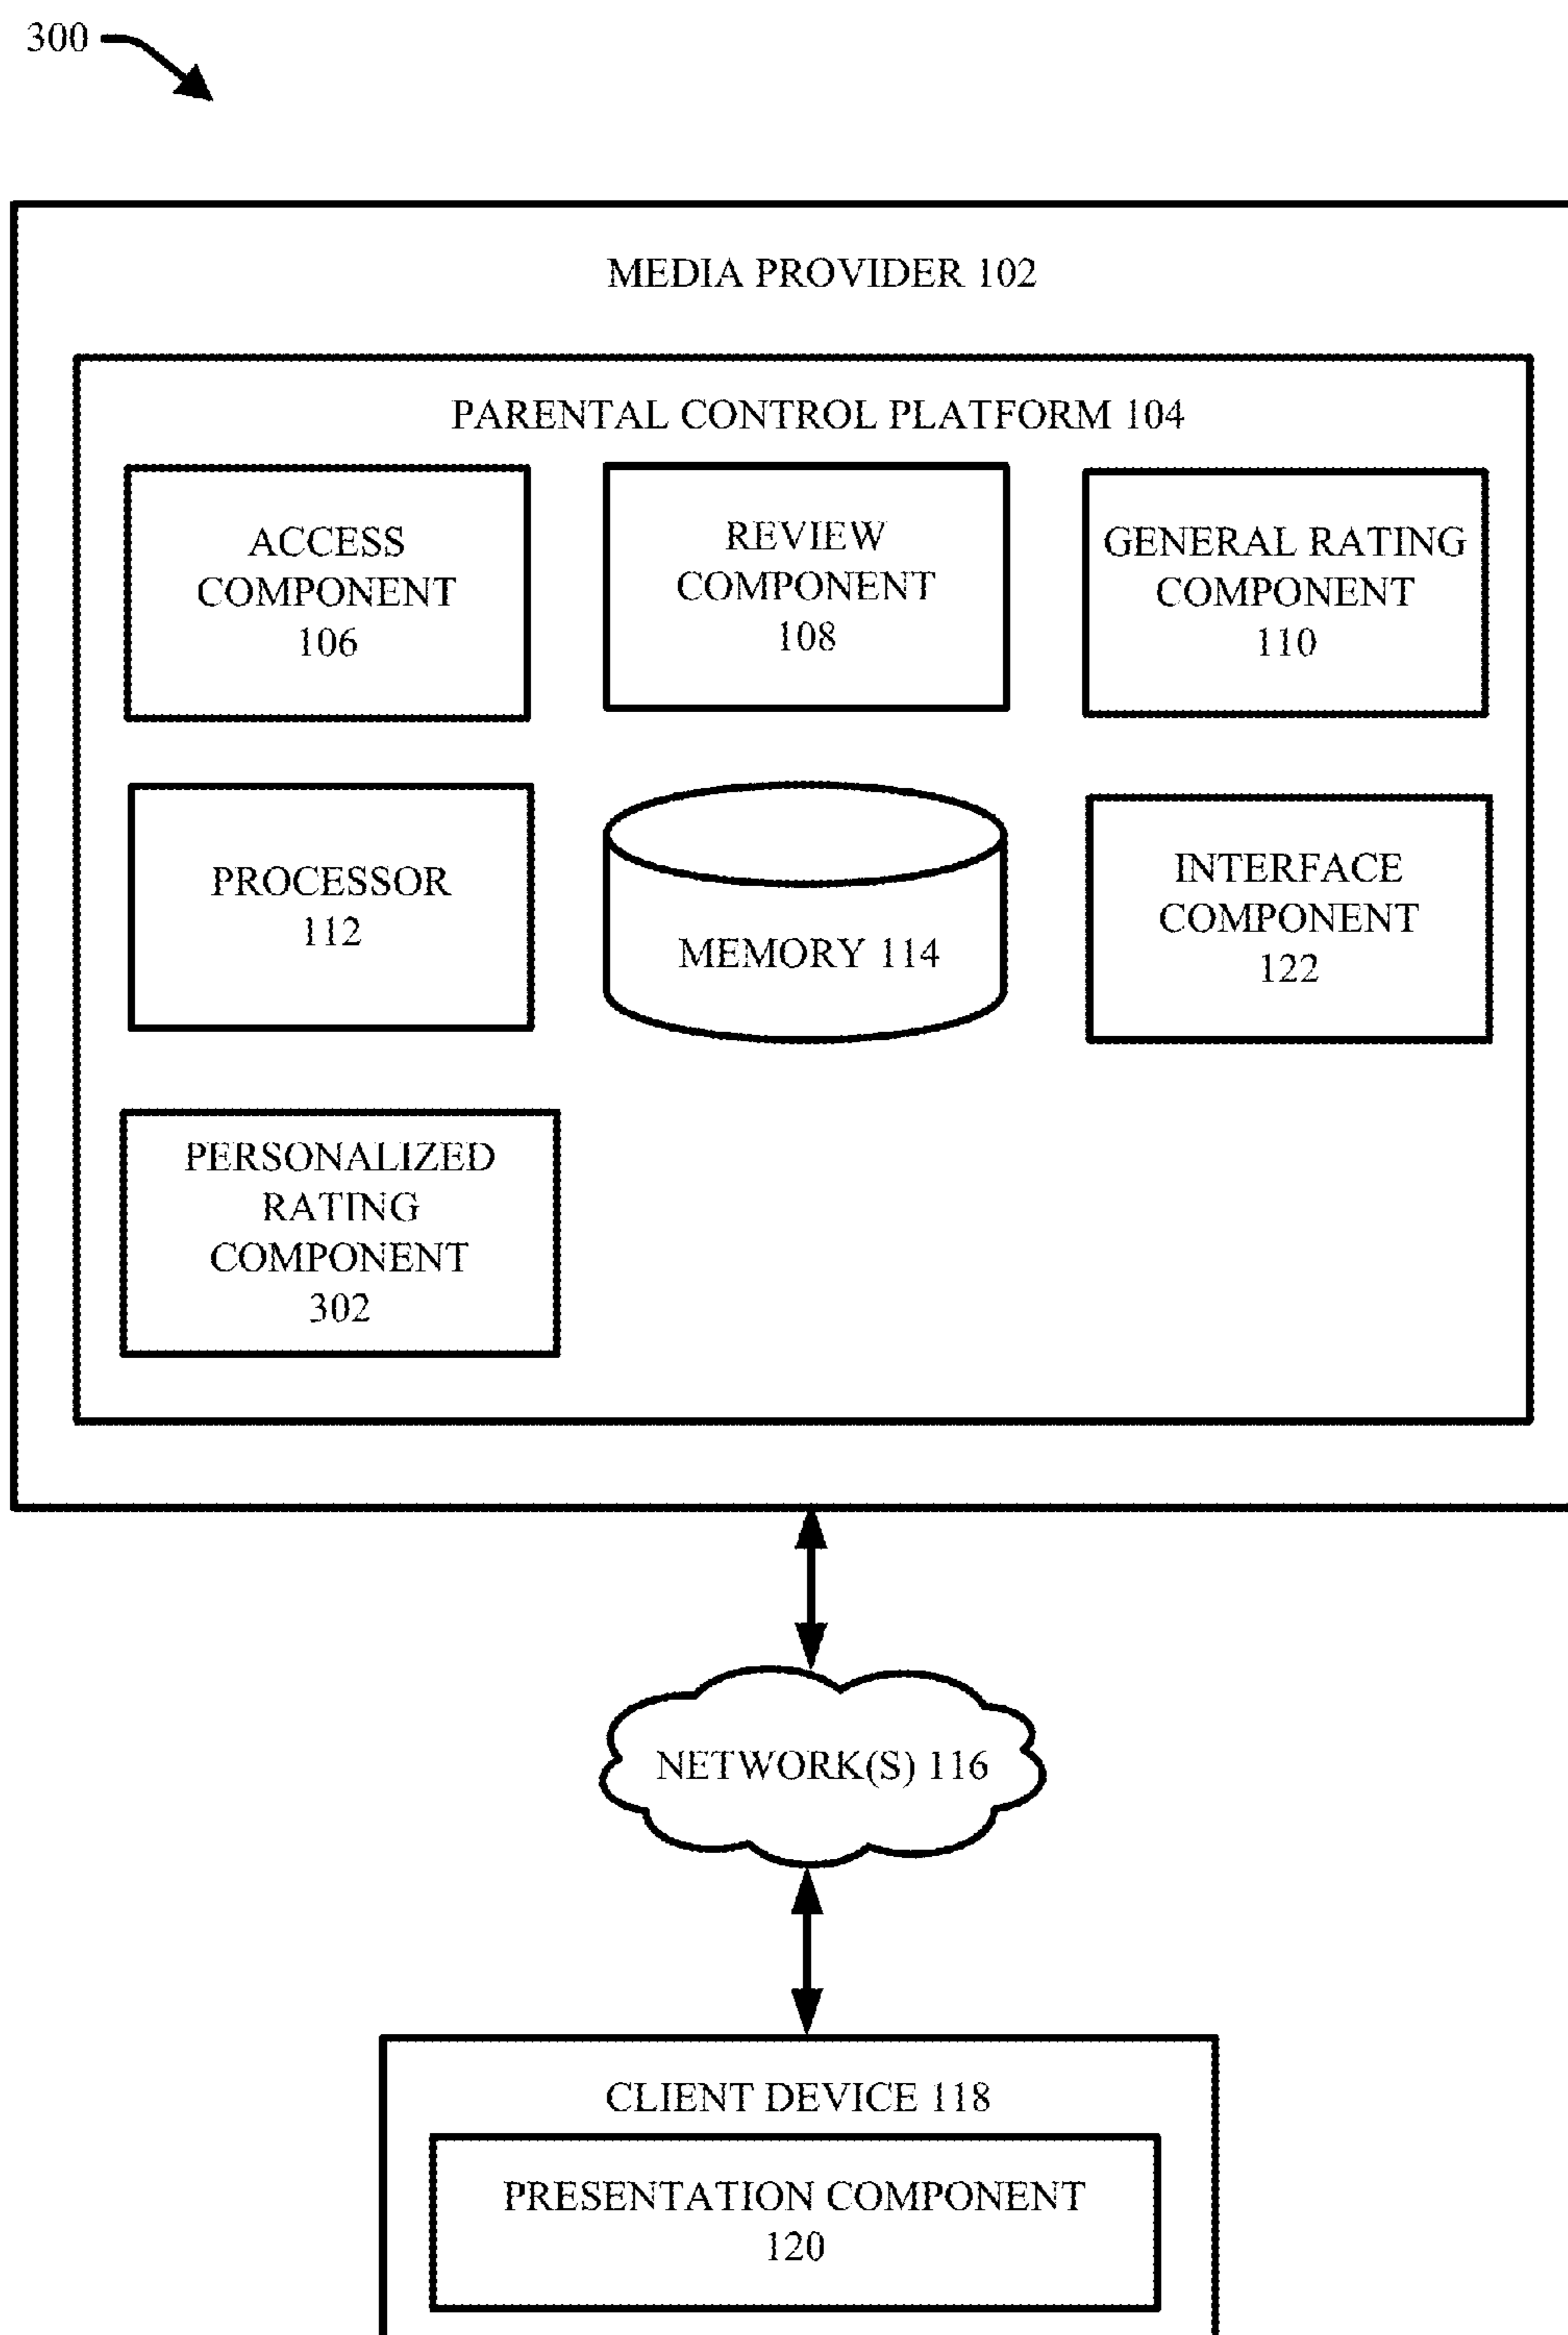 300
MEDIA PROVIDER 102
PARENTAL CONTROL PLATFORM 104
ACCESS
COMPONENT
106
REVIEW
COMPONENT
108
GENERAL RATING
COMPONENT
110
PROCESSOR
112
MEMORY 114
INTERFACE
COMPONENT
122
PERSONALIZED
RATING
COMPONENT
302
NETWORK(S) 116
CLIENT DEVICE 118
PRESENTATION COMPONENT
120